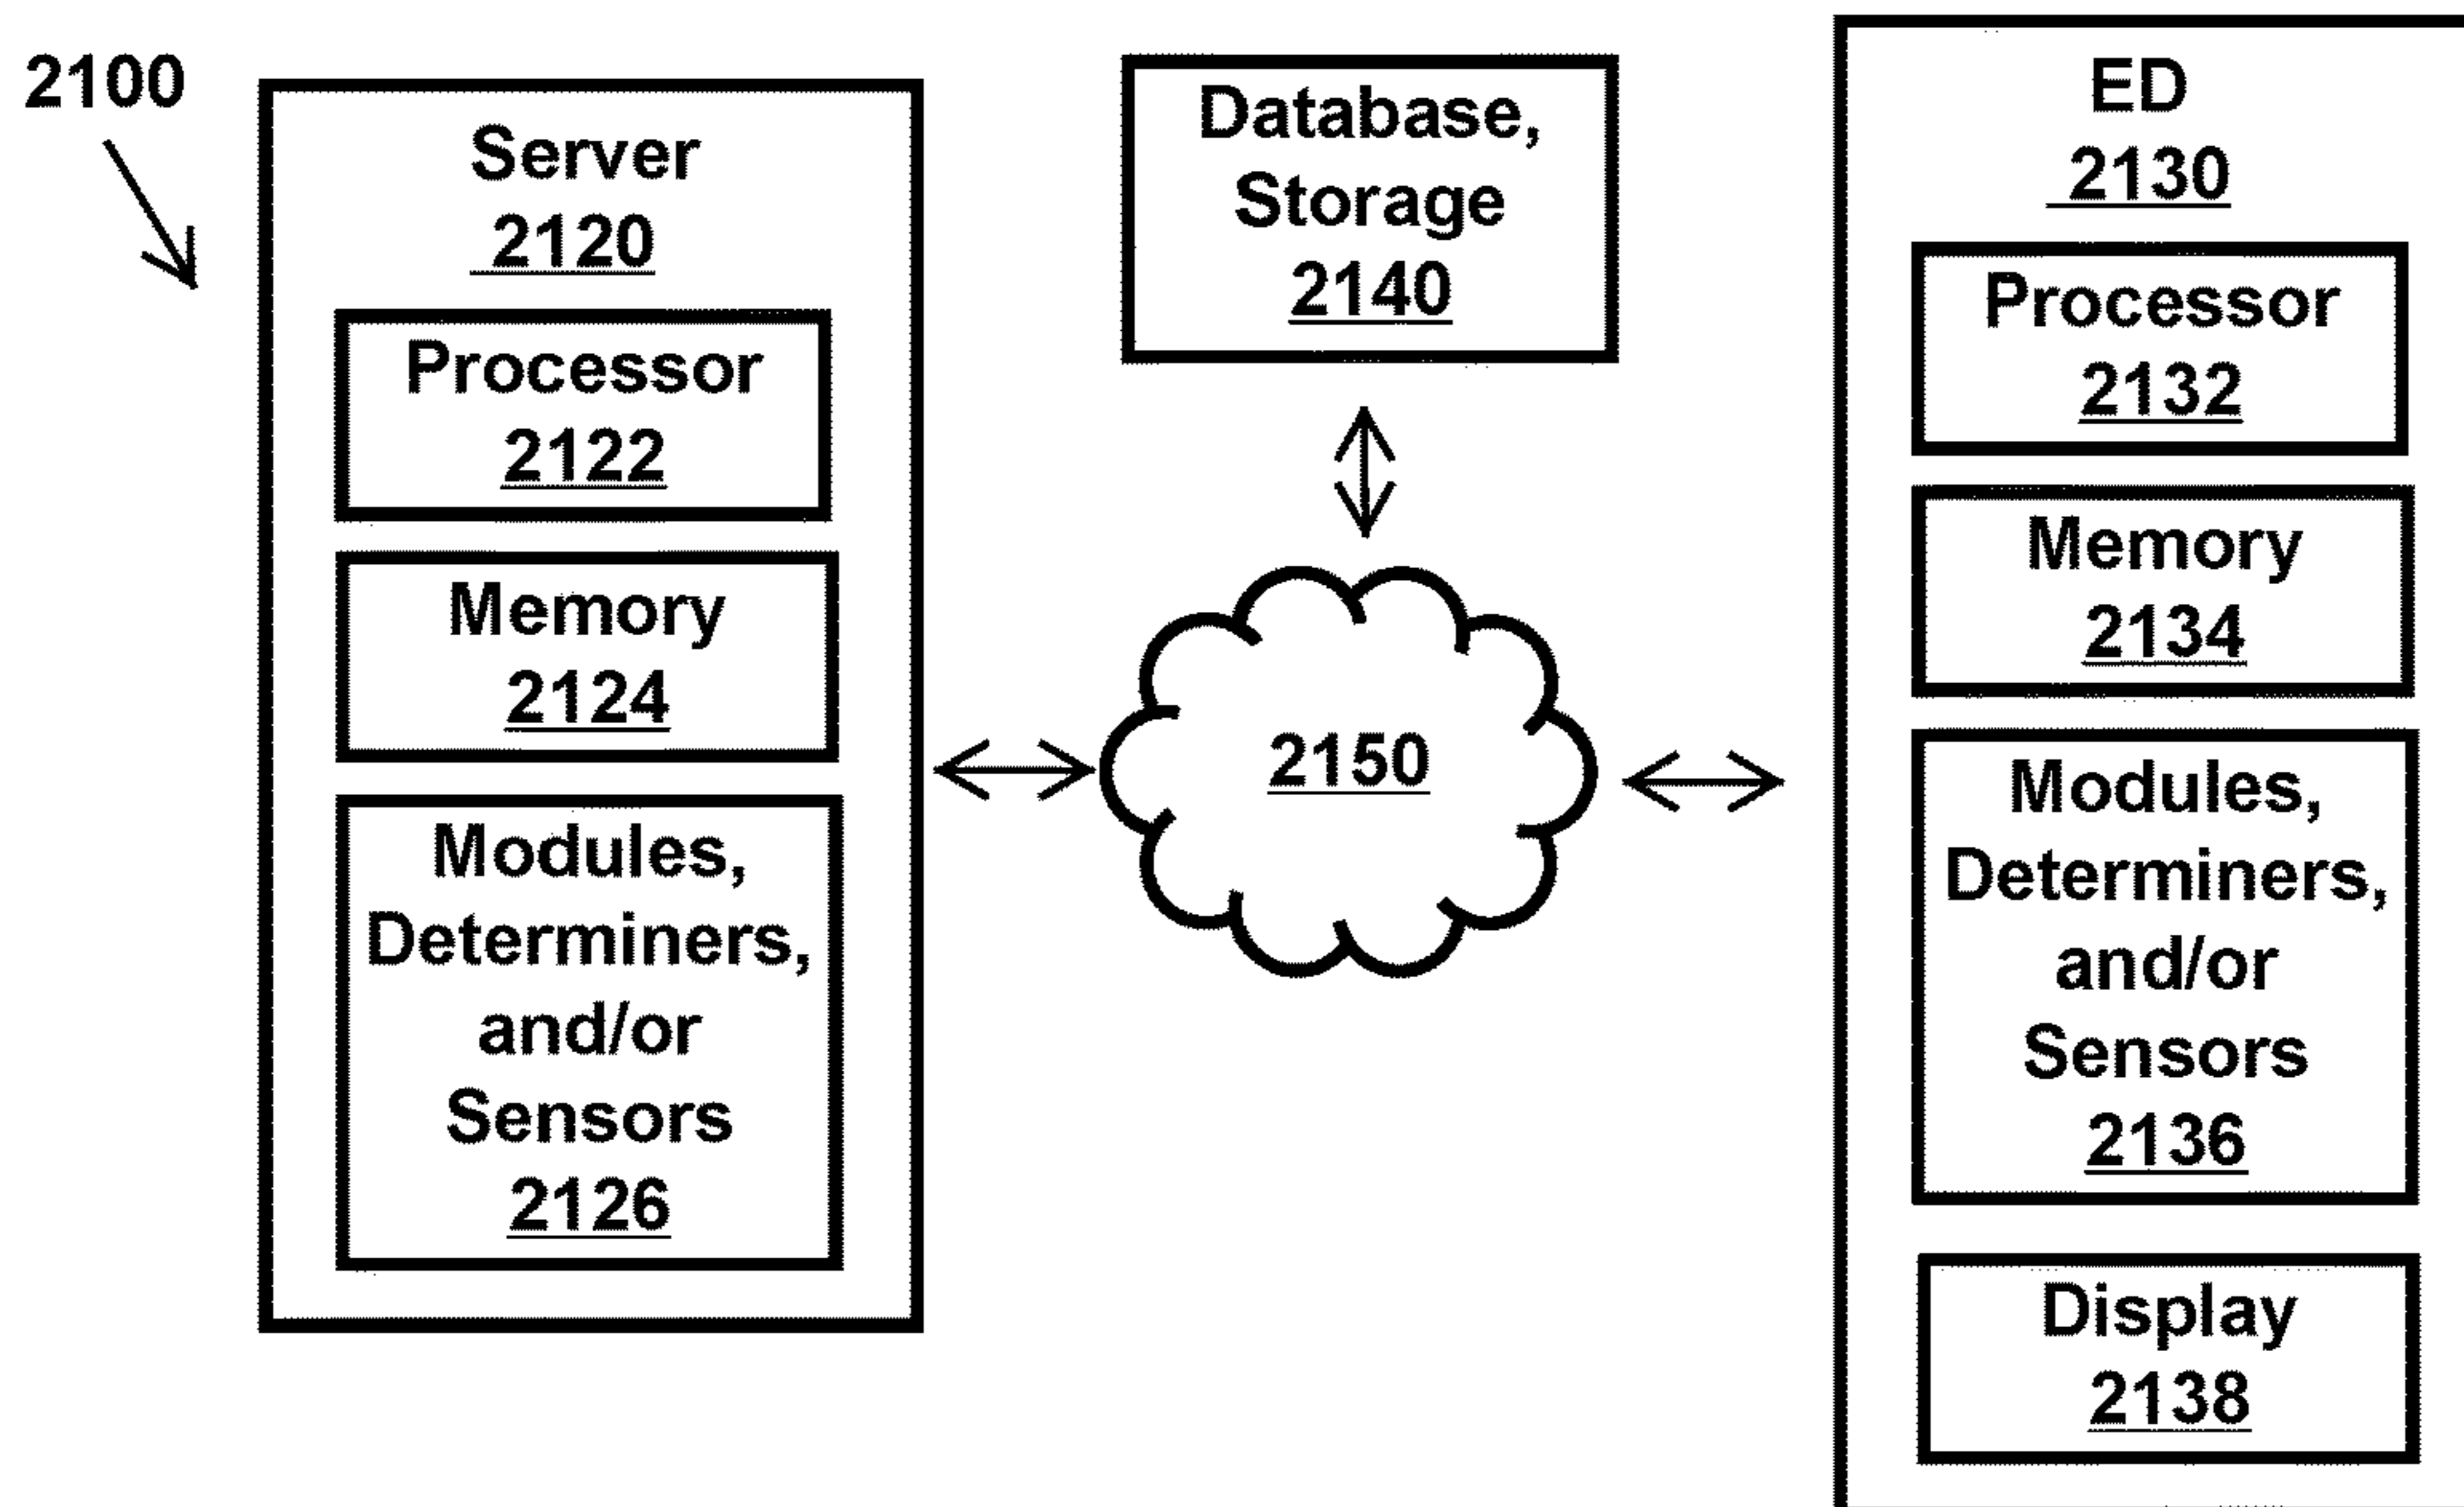 2100
Server
2120
Processor
2122
Memory
2124
Modules,
Determiners,
and/or
Sensors
2126
Database,
Storage
2140
2150
ED
2130
Processor
2132
Memory
2134
Modules,
Determiners,
and/or
Sensors
2136
Display
2138